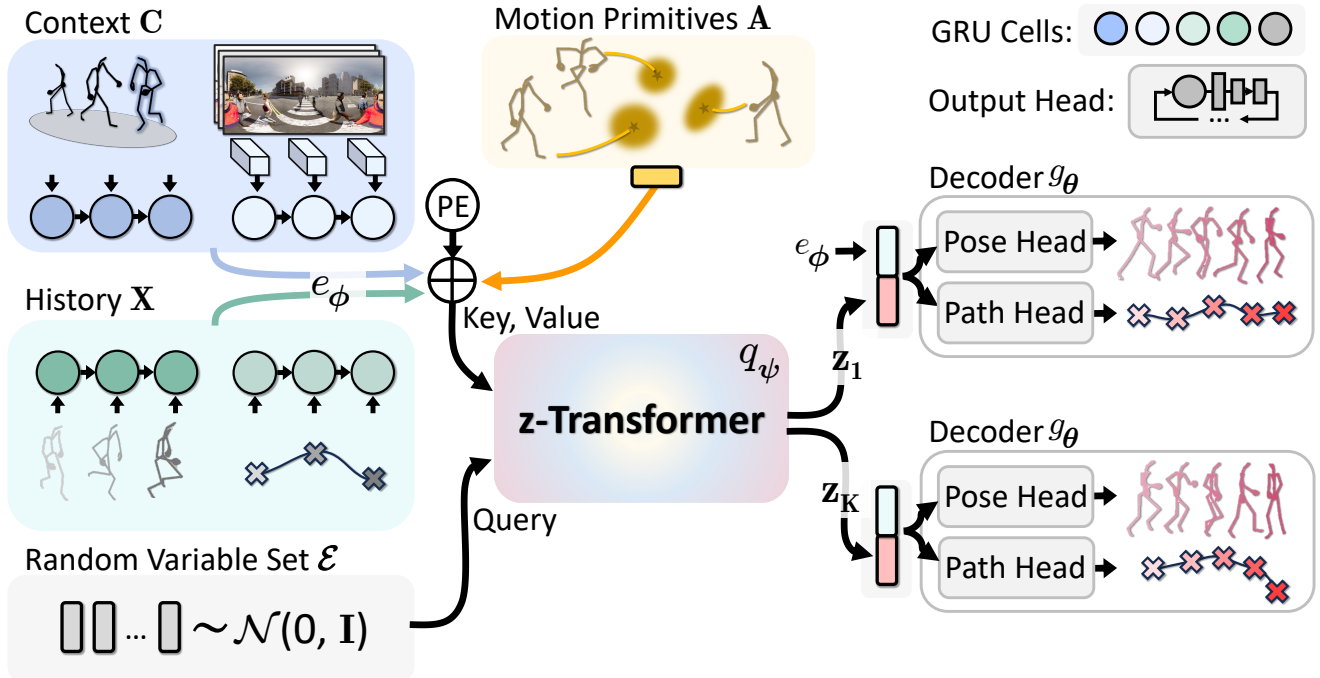 Context C
Motion Primitives A
GRU Cells:
Output Head:
...
PE
Decoder g_θ
e_ϕ
Pose Head
Path Head
e_ϕ
History X
Key, Value
q_ψ
z-Transformer
z_1
z_K
Decoder g_θ
Pose Head
Path Head
Query
Random Variable Set ℰ
... ~ 𝒩(0, I)